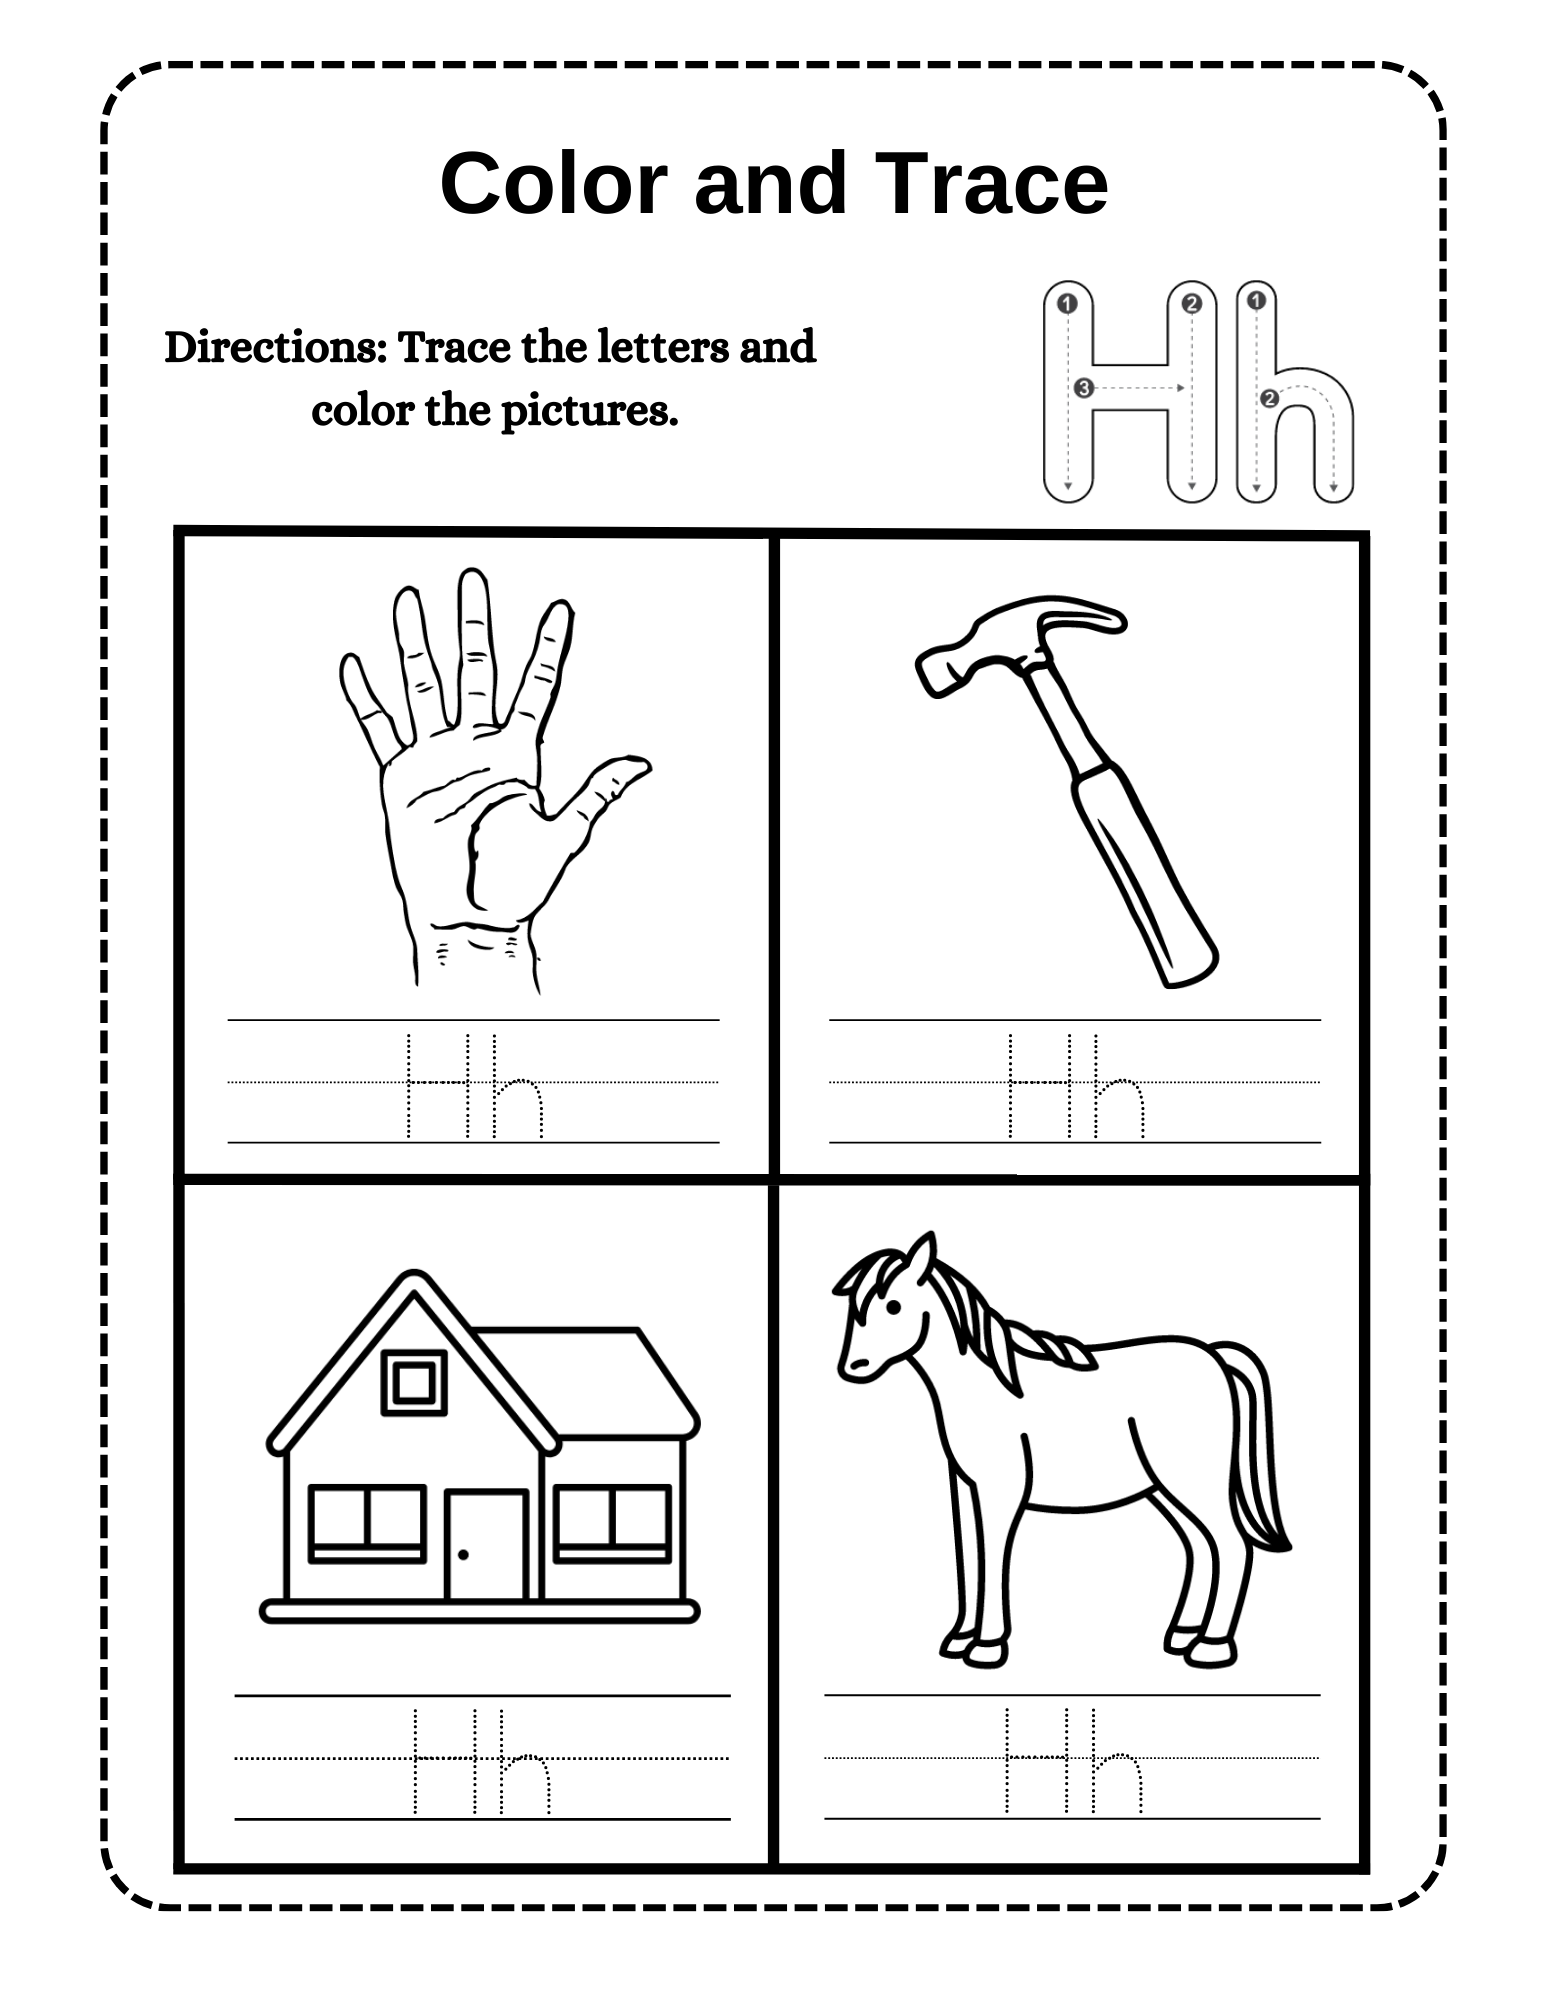 Color and Trace
Directions: Trace the letters and
color the pictures.
1 2 1
3 2
Hh
Hh Hh
Hh Hh